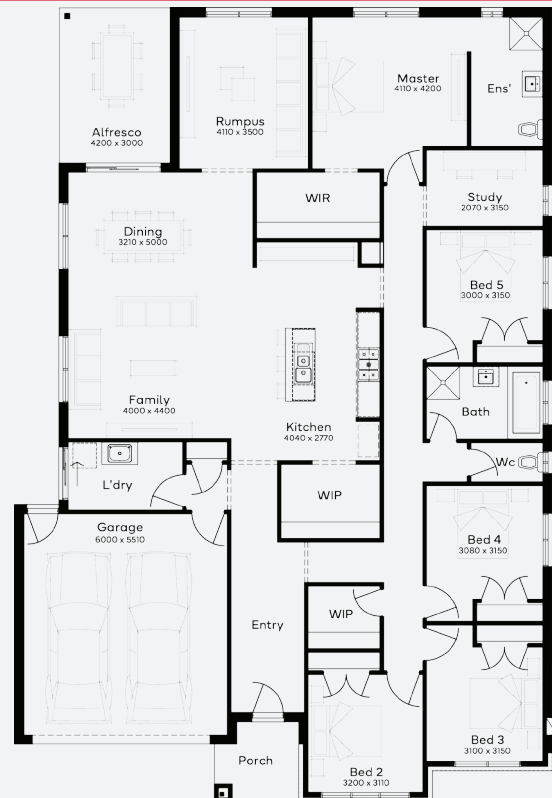 Alfresco
4200 x 3000
Rumpus
4110 x 3500
Master
4110 x 4200
Ens'
WIR
Study
2070 x 3150
Dining
3210 x 5000
Bed 5
3000 x 3150
Family
4000 x 4400
Kitchen
4040 x 2770
Bath
Wc
L'dry
WIP
Garage
6000 x 5510
Bed 4
3080 x 3150
Entry
WIP
Porch
Bed 2
3200 x 3110
Bed 3
3100 x 3150